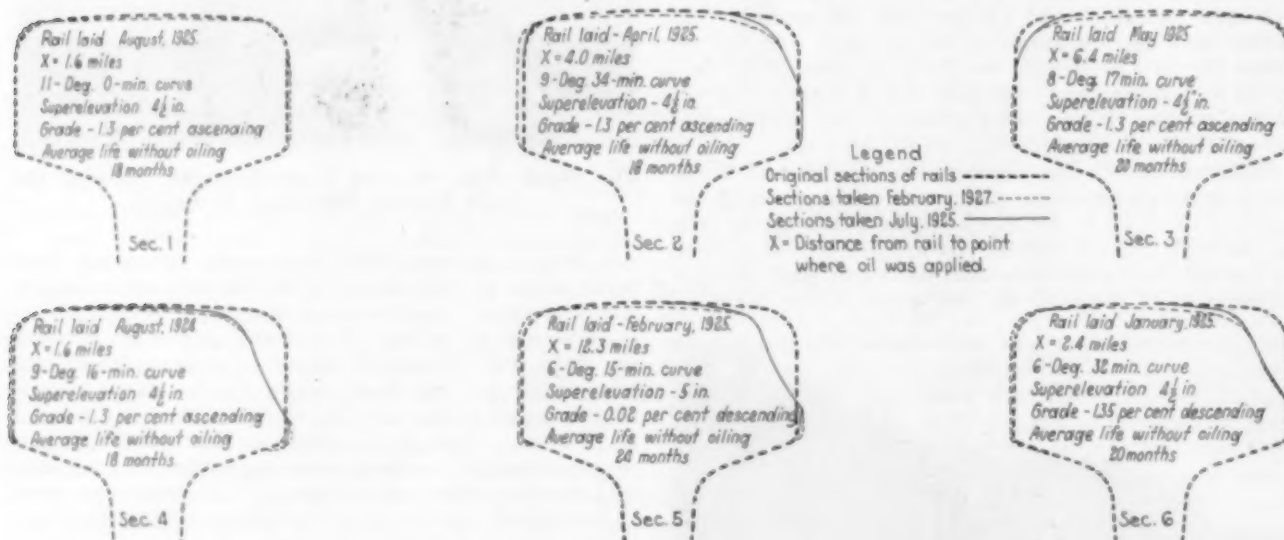 Rail laid August, 1925.
X = 1.6 miles
11-Deg. 0-min. curve
Superelevation 4½ in.
Grade - 1.3 per cent ascending
Average life without oiling
18 months.
Sec. 1
Rail laid - April, 1925.
X = 4.0 miles
9-Deg. 34-min. curve
Superelevation - 4½ in.
Grade - 1.3 per cent ascending
Average life without oiling
18 months
Sec. 2
Legend
Original sections of rails
Sections taken February, 1927.
Sections taken July, 1925.
X = Distance from rail to point
where oil was applied.
Rail laid May 1925
X = 6.4 miles
8-Deg. 17 min. curve
Superelevation - 4½ in.
Grade - 1.3 per cent ascending
Average life without oiling
20 months
Sec. 3
Rail laid August, 1924.
X = 1.6 miles
9-Deg. 16-min. curve
Superelevation 4½ in.
Grade - 1.3 per cent ascending
Average life without oiling
18 months
Sec. 4
Rail laid - February, 1925.
X = 12.3 miles
6-Deg. 15-min. curve
Superelevation - 5 in.
Grade - 0.02 per cent descending
Average life without oiling
24 months
Sec. 5
Rail laid January, 1925.
X = 2.4 miles
6-Deg. 32 min. curve
Superelevation 4½ in
Grade - 1.35 per cent descending
Average life without oiling
20 months
Sec. 6